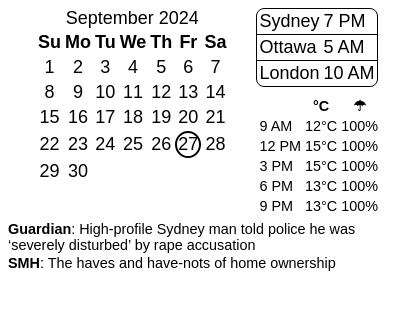 September 2024
Su Mo Tu We Th Fr Sa
1 2 3 4 5 6 7
8 9 10 11 12 13 14
15 16 17 18 19 20 21
22 23 24 25 26 27 28
29 30
Sydney 7 PM
Ottawa 5 AM
London 10 AM
°C ☂
9 AM 12°C 100%
12 PM 15°C 100%
3 PM 15°C 100%
6 PM 13°C 100%
9 PM 13°C 100%
Guardian: High-profile Sydney man told police he was
‘severely disturbed’ by rape accusation
SMH: The haves and have-nots of home ownership